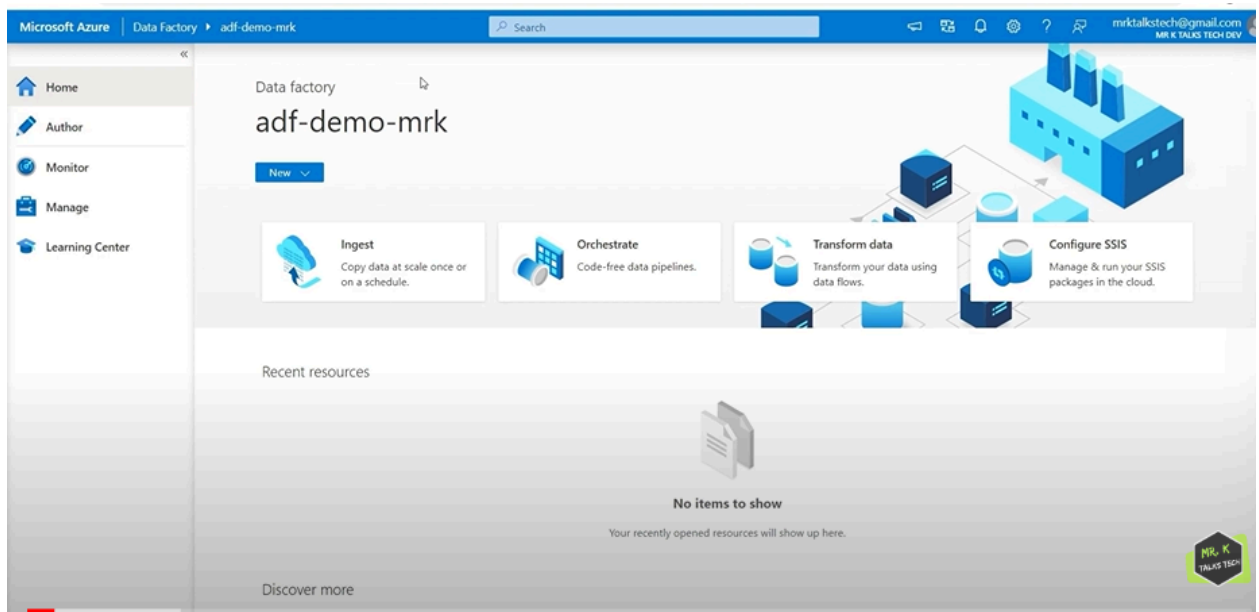 Microsoft Azure
Data Factory
adf-demo-mrk
Search
mrktalkstech@gmail.com
MR K TALKS TECH DEV
Home
Author
Monitor
Manage
Learning Center
Data factory
adf-demo-mrk
New
Ingest
Copy data at scale once or
on a schedule.
Orchestrate
Code-free data pipelines.
Transform data
Transform your data using
data flows.
Configure SSIS
Manage & run your SSIS
packages in the cloud.
Recent resources
No items to show
Your recently opened resources will show up here.
Discover more
MR. K
TALKS TECH